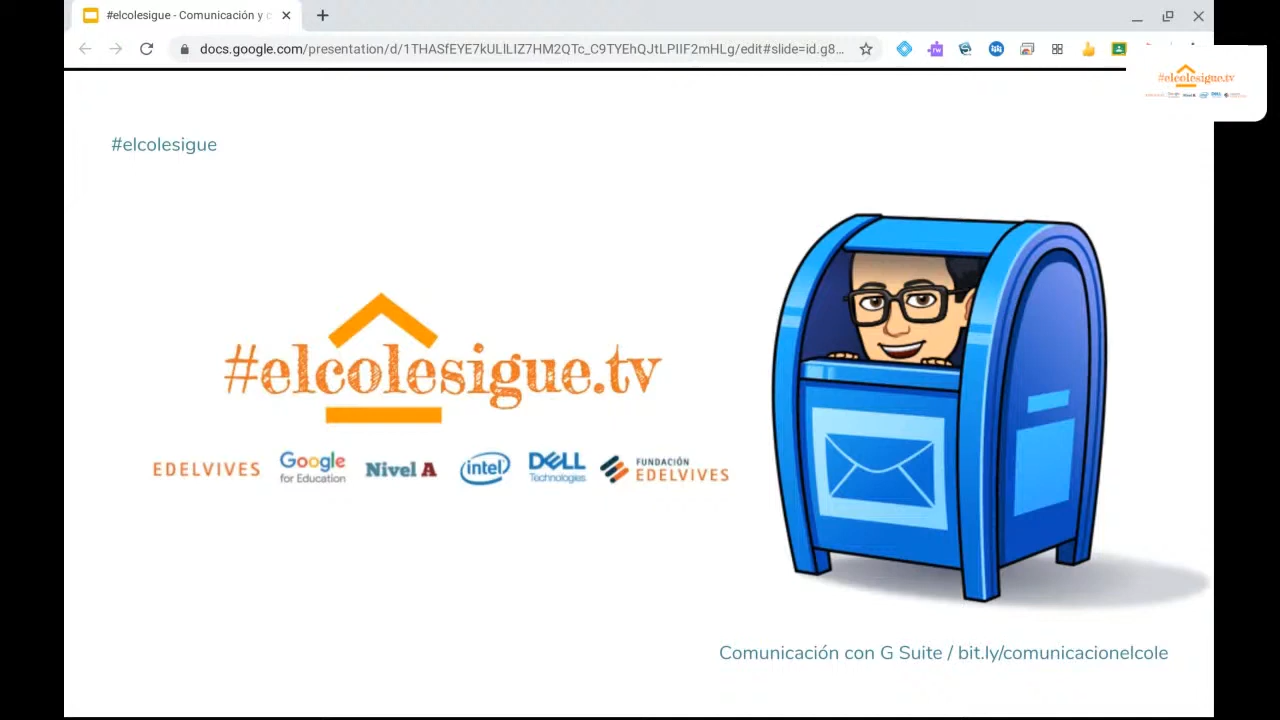 #elcolesigue - Comunicación y c
docs.google.com/presentation/d/1THASfEYE7kULlLIZ7HM2QTc_C9TYEhQJtLPIIF2mHLg/edit#slide=id.g8...
#elcolesigue.tv
#elcolesigue
#elcolesigue.tv
EDELVIVES Google for Education Nivel A intel DELL Technologies FUNDACIÓN EDELVIVES
Comunicación con G Suite / bit.ly/comunicacionelcole